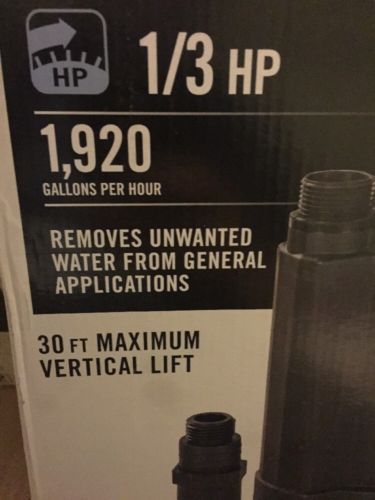 HP
1/3 HP
1,920
GALLONS PER HOUR
REMOVES UNWANTED
WATER FROM GENERAL
APPLICATIONS
30 FT MAXIMUM
VERTICAL LIFT